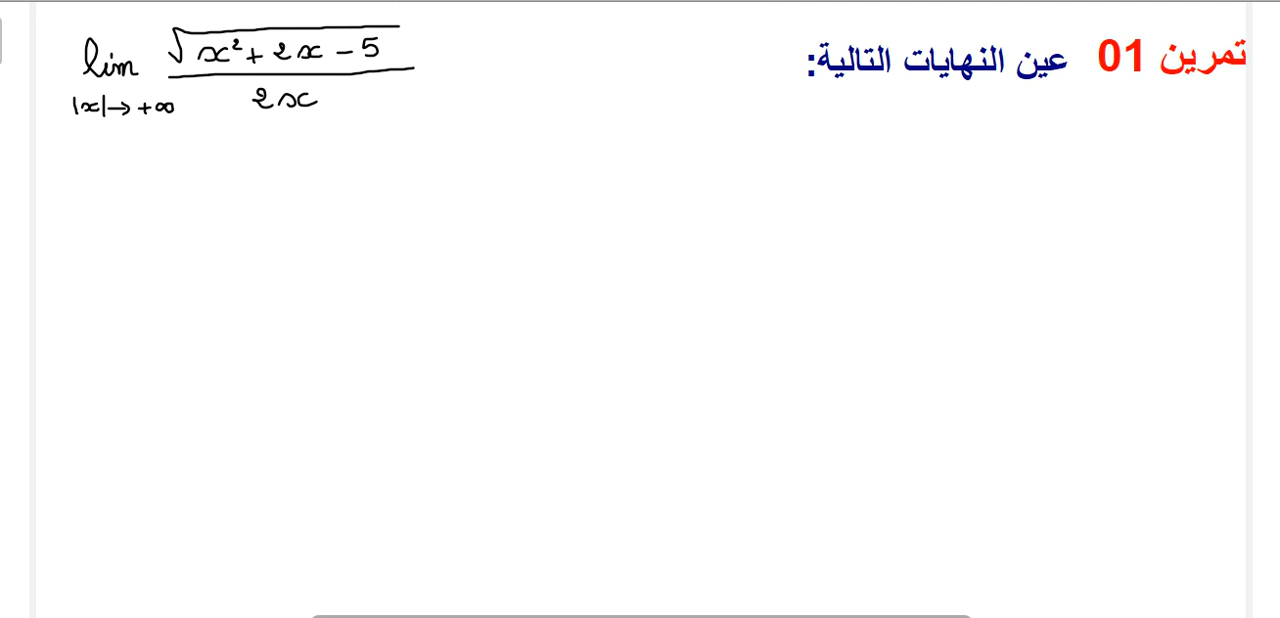 تمرين 01 عين النهايات التالية:
lim √(x²+2x-5)
|x|→+∞ 2x